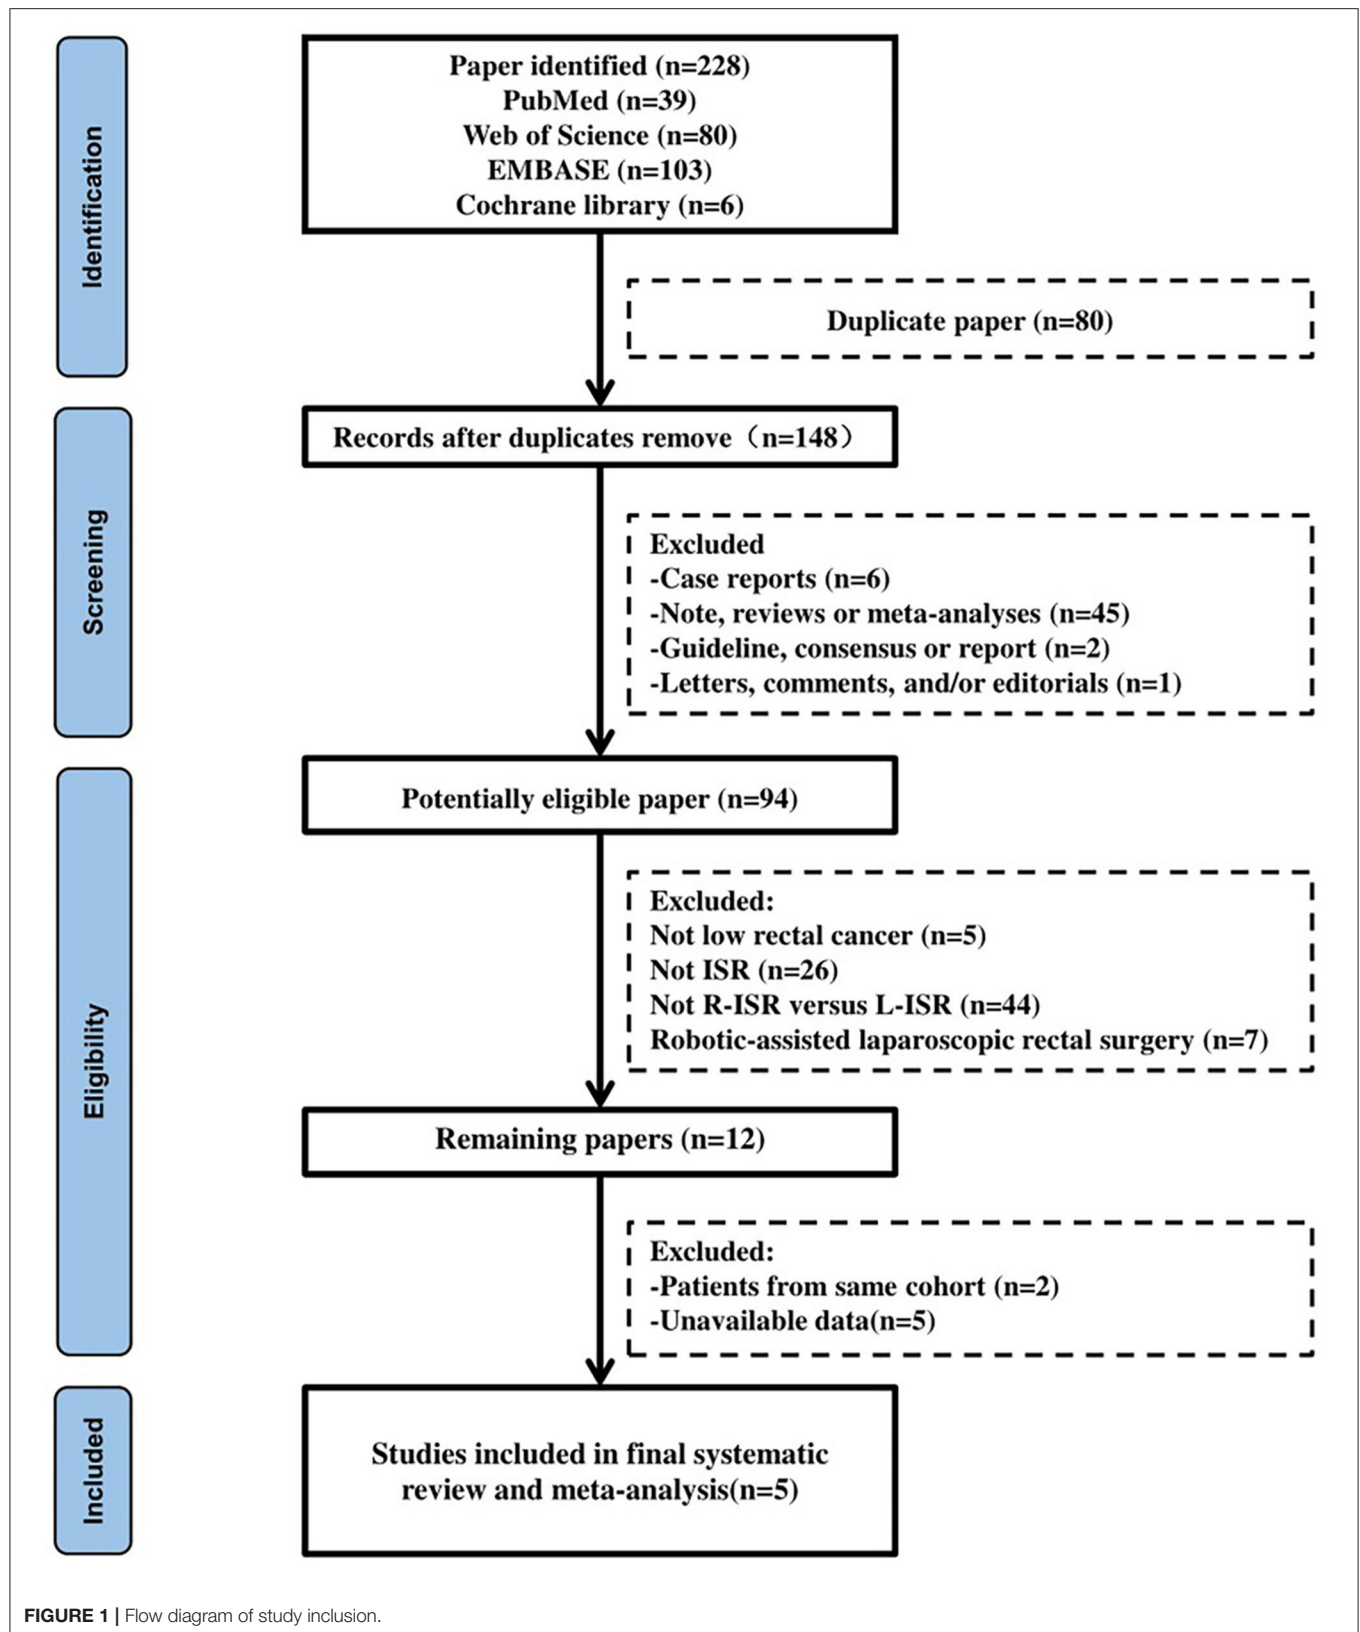 Identification
Paper identified (n=228)
PubMed (n=39)
Web of Science (n=80)
EMBASE (n=103)
Cochrane library (n=6)
Duplicate paper (n=80)
Screening
Records after duplicates remove（n=148）
Excluded
-Case reports (n=6)
-Note, reviews or meta-analyses (n=45)
-Guideline, consensus or report (n=2)
-Letters, comments, and/or editorials (n=1)
Eligibility
Potentially eligible paper (n=94)
Excluded:
Not low rectal cancer (n=5)
Not ISR (n=26)
Not R-ISR versus L-ISR (n=44)
Robotic-assisted laparoscopic rectal surgery (n=7)
Remaining papers (n=12)
Excluded:
-Patients from same cohort (n=2)
-Unavailable data(n=5)
Included
Studies included in final systematic
review and meta-analysis(n=5)
FIGURE 1 | Flow diagram of study inclusion.